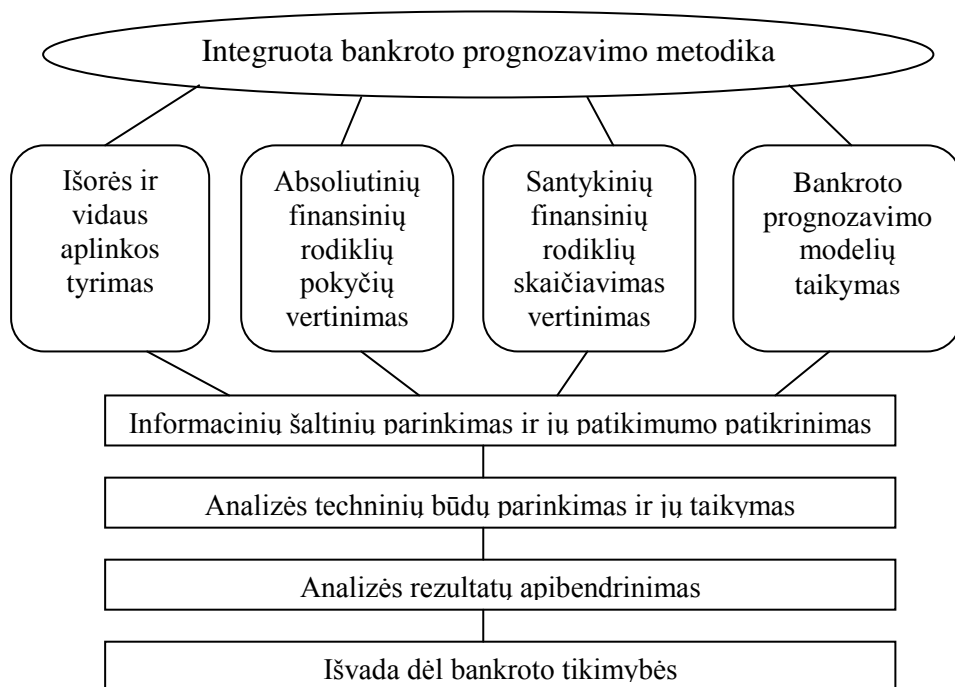 Integruota bankroto prognozavimo metodika
Išorės ir
vidaus
aplinkos
tyrimas
Absoliutinių
finansinių
rodiklių
pokyčių
vertinimas
Santykinių
finansinių
rodiklių
skaičiavimas
vertinimas
Bankroto
prognozavimo
modelių
taikymas
Informacinių šaltinių parinkimas ir jų patikimumo patikrinimas
Analizės techninių būdų parinkimas ir jų taikymas
Analizės rezultatų apibendrinimas
Išvada dėl bankroto tikimybės